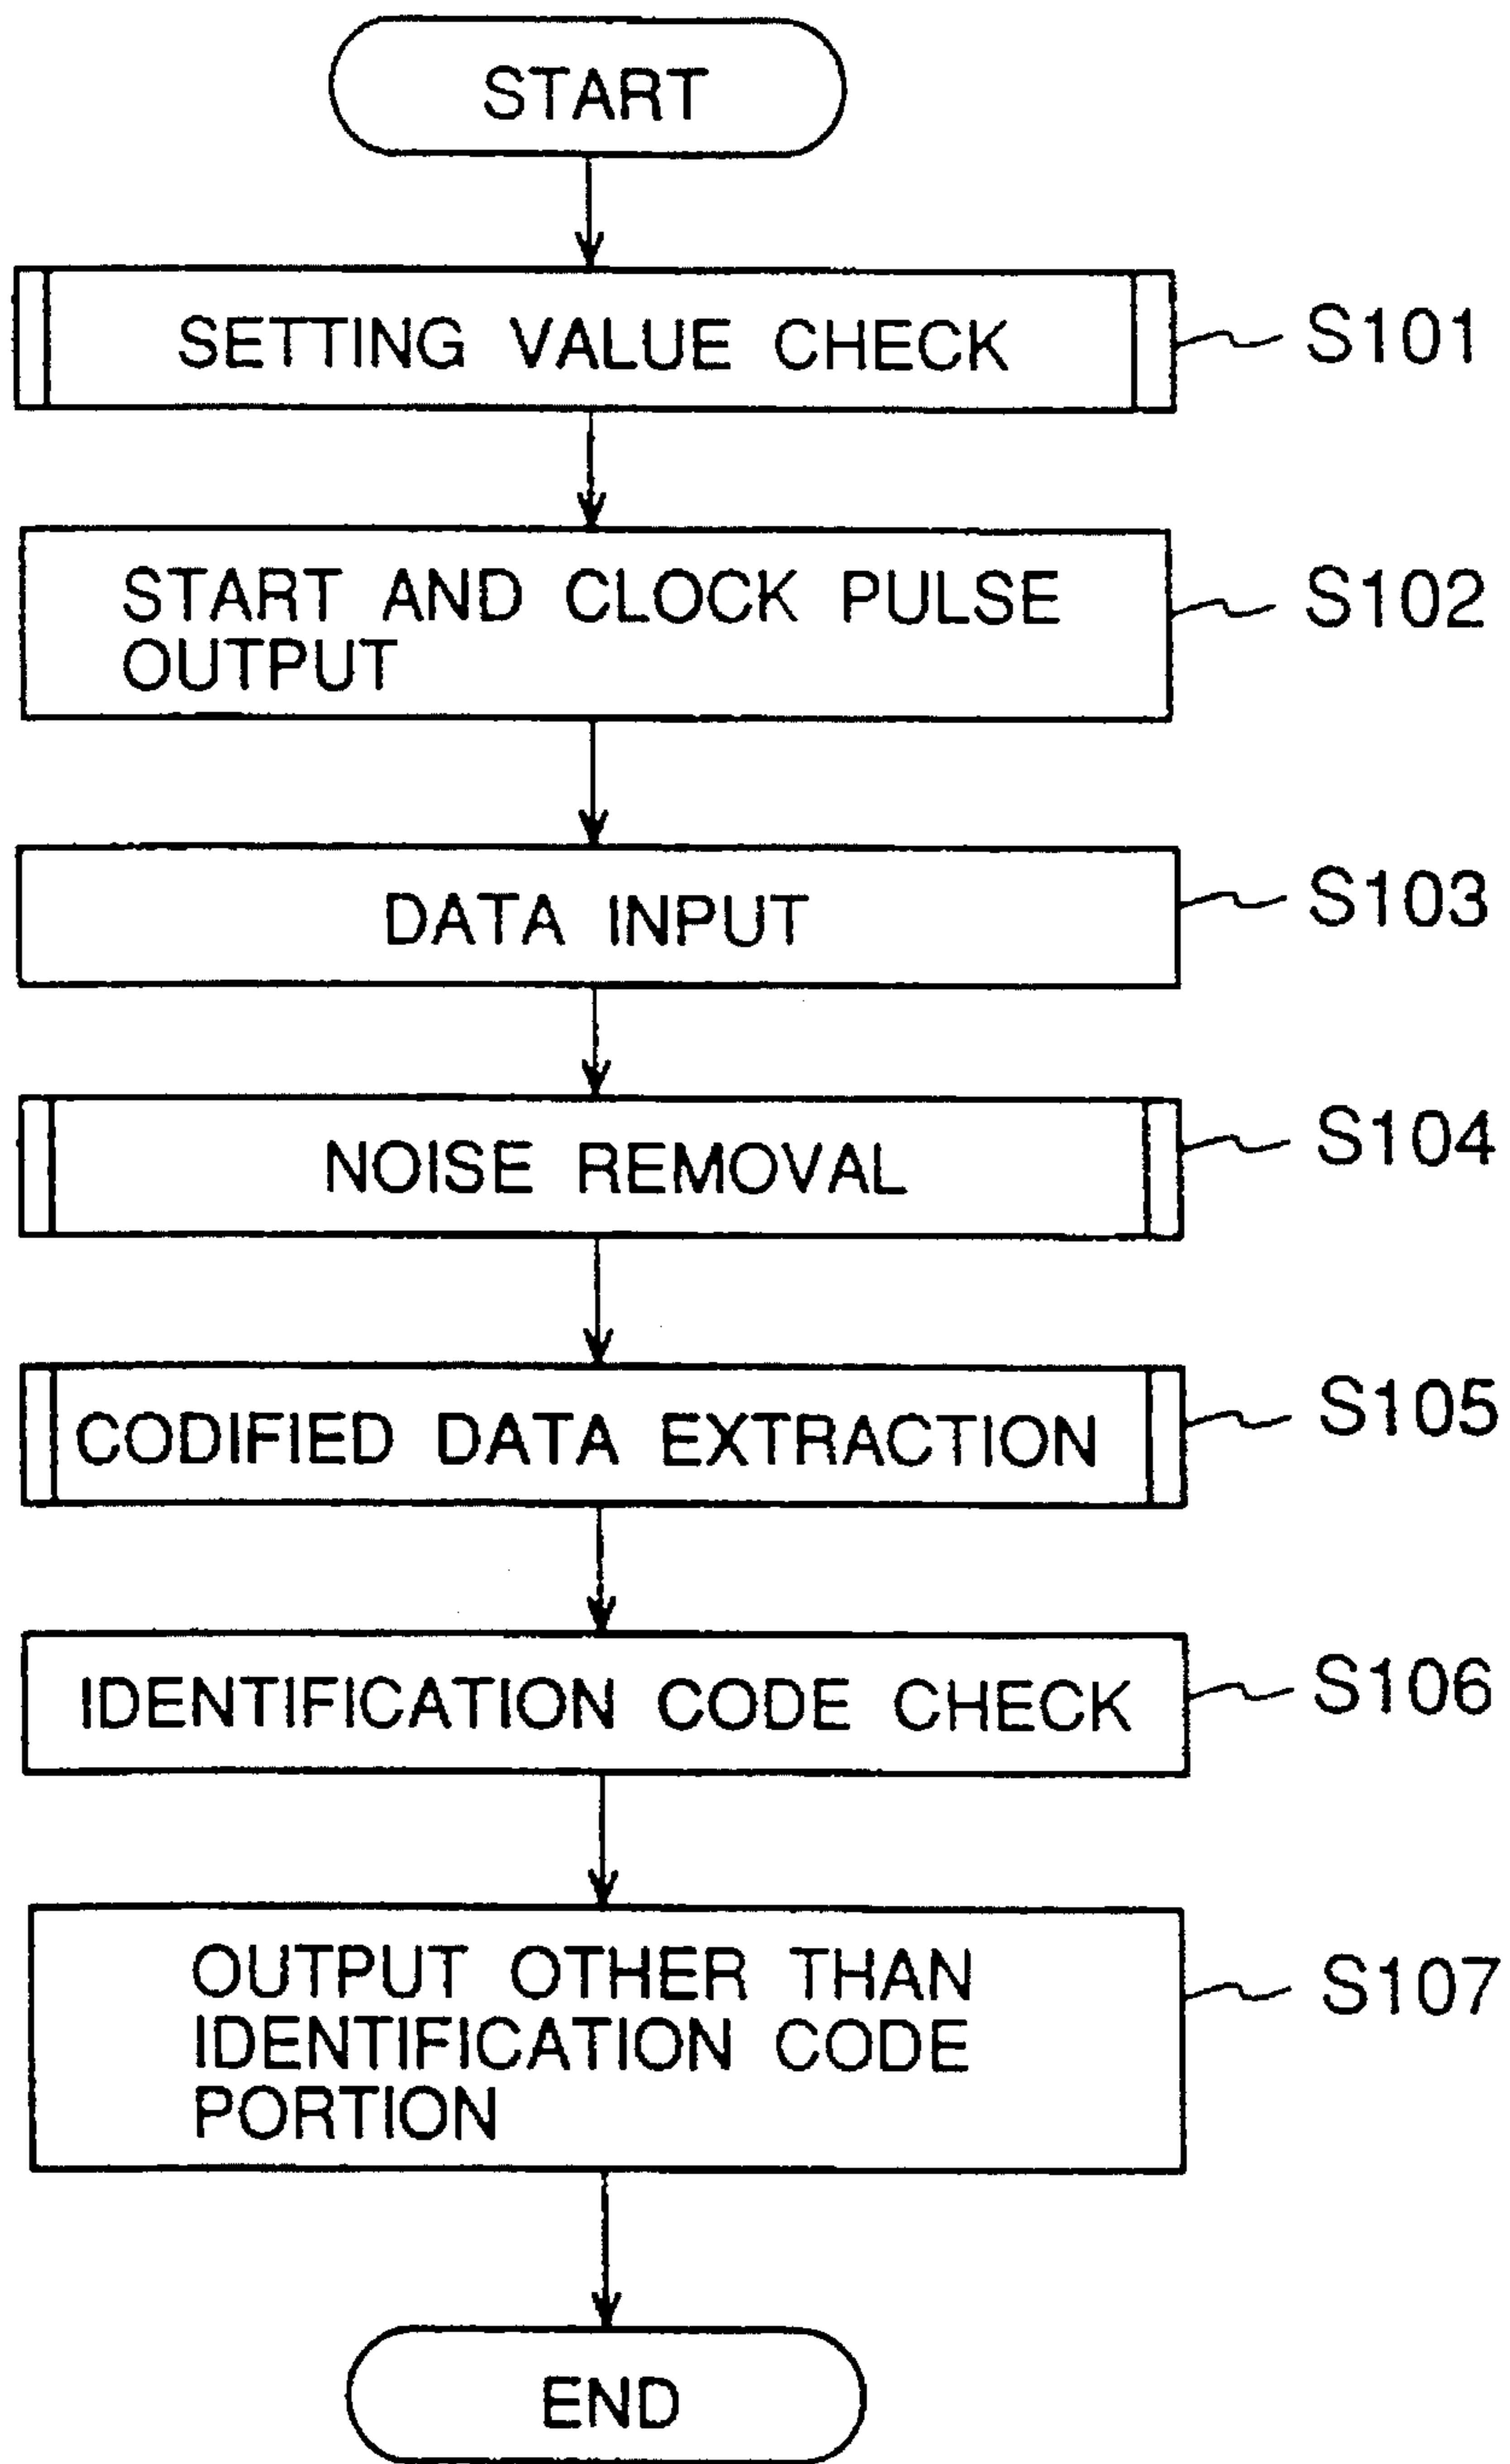 START
SETTING VALUE CHECK
S101
START AND CLOCK PULSE
OUTPUT
S102
DATA INPUT
S103
NOISE REMOVAL
S104
CODIFIED DATA EXTRACTION
S105
IDENTIFICATION CODE CHECK
S106
OUTPUT OTHER THAN
IDENTIFICATION CODE
PORTION
S107
END